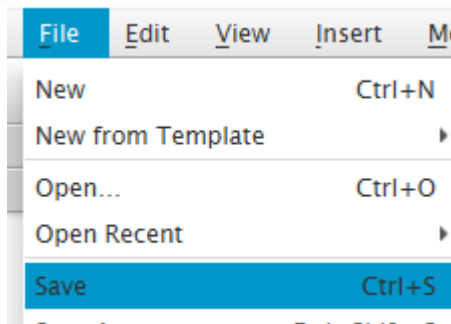 File Edit View Insert
New Ctrl+N
New from Template
Open... Ctrl+O
Open Recent
Save Ctrl+S